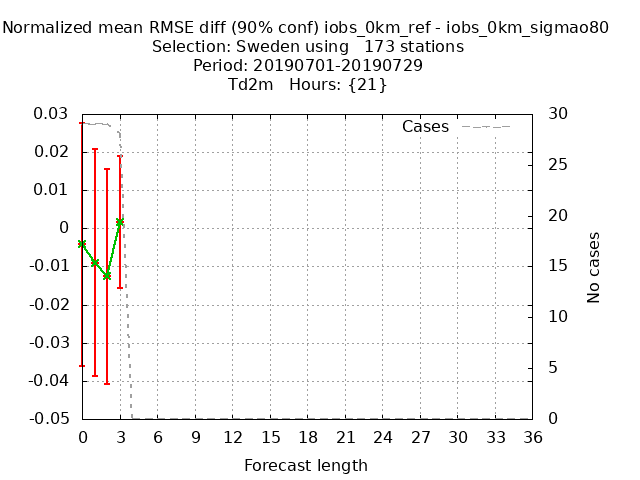 Normalized mean RMSE diff (90% conf) iobs_0km_ref - iobs_0km_sigmao80
Selection: Sweden using   173 stations
Period: 20190701-20190729
Td2m   Hours: {21}
Cases
0.03
0.02
0.01
0
-0.01
-0.02
-0.03
-0.04
-0.05
30
25
20
15
10
5
0
No cases
0 3 6 9 12 15 18 21 24 27 30 33 36
Forecast length